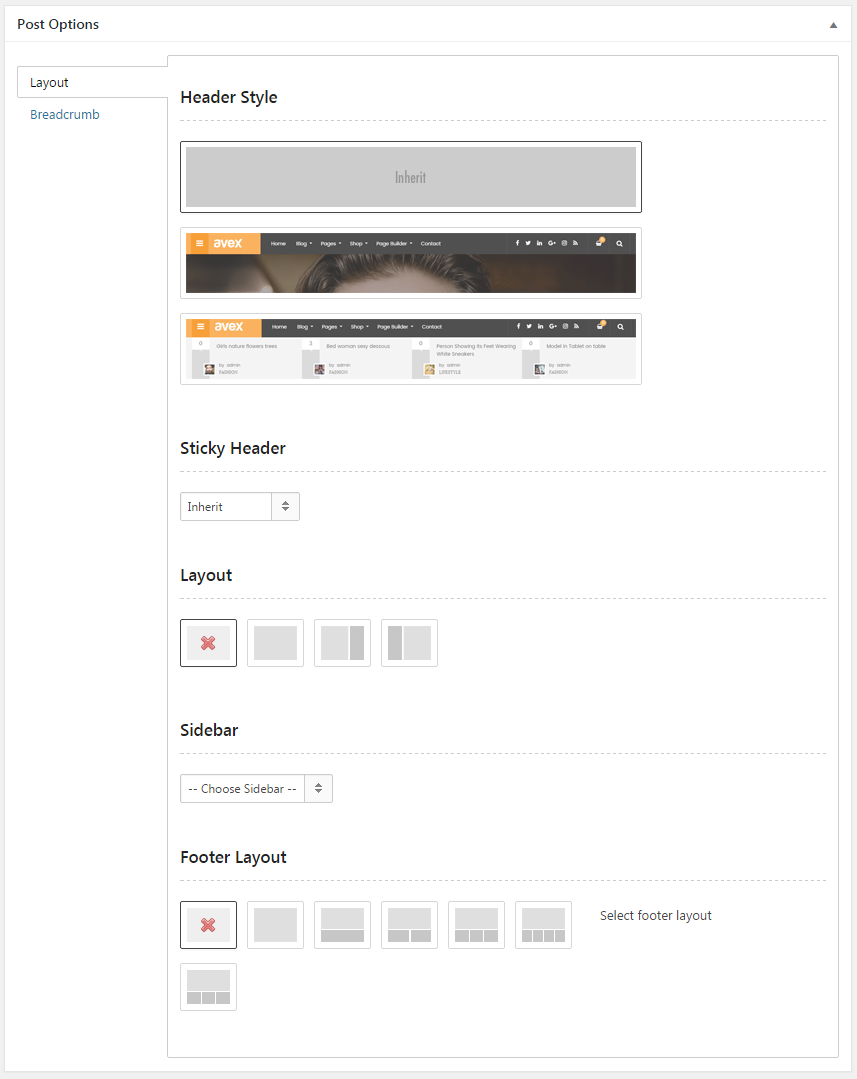 Post Options
Layout
Breadcrumb
Header Style
Inherit
avex Home Blog Pages Shop Page Builder Contact
avex Home Blog Pages Shop Page Builder Contact
0 Girls nature flowers trees 3 Bed woman sexy dessous 0 Person Showing Its Feet Wearing 0 Model in Tablet on table
White Sneakers
by admin by admin by admin by admin
FASHION FASHION LIFESTYLE FASHION
Sticky Header
Inherit
Layout
Sidebar
-- Choose Sidebar --
Footer Layout
Select footer layout